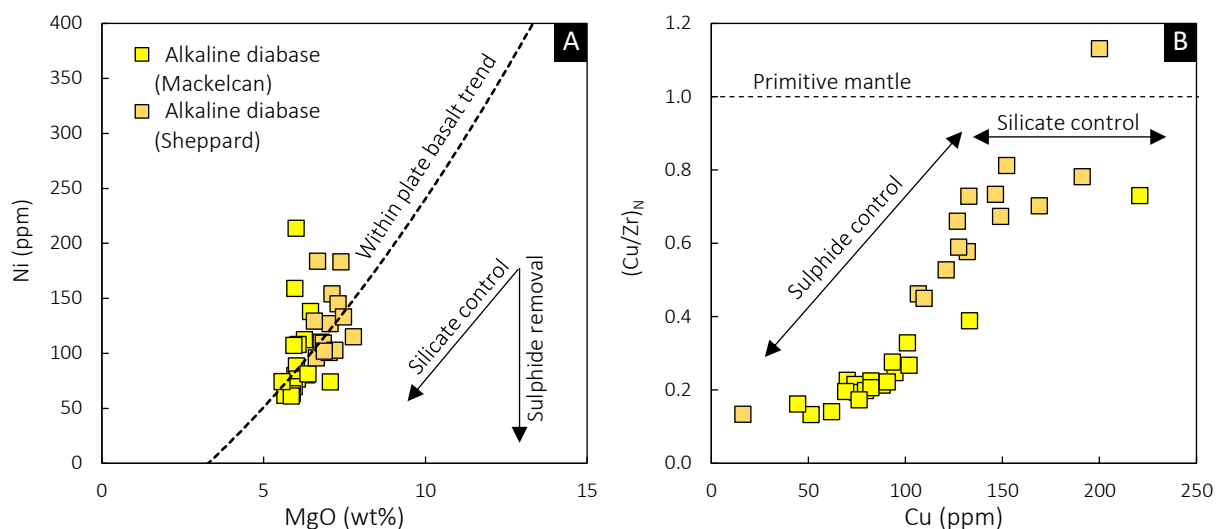 A
400
350
300
250
200
150
100
50
0
Ni (ppm)
Alkaline diabase
(Mackelcan)
Alkaline diabase
(Sheppard)
Within plate basalt trend
Silicate control
Sulphide removal
0
5
10
15
MgO (wt%)
B
1.2
1.0
0.8
0.6
0.4
0.2
0.0
(Cu/Zr)N
Primitive mantle
Silicate control
Sulphide control
0
50
100
150
200
250
Cu (ppm)